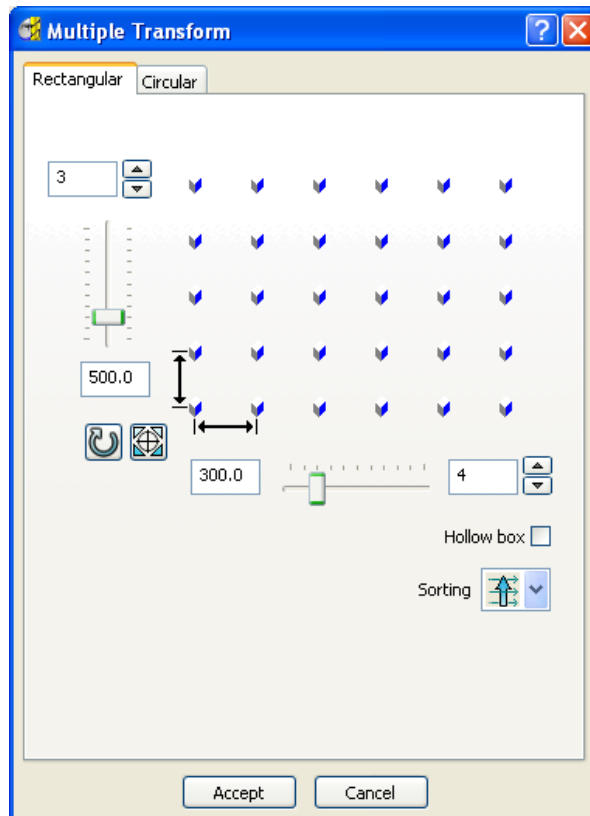 Multiple Transform
Rectangular Circular
3
500.0
300.0 4
Hollow box
Sorting
Accept Cancel